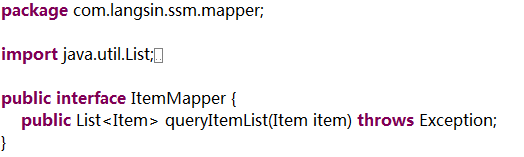 package com.langsin.ssm.mapper;
import java.util.List;
public interface ItemMapper {
public List<Item> queryItemList(Item item) throws Exception;
}